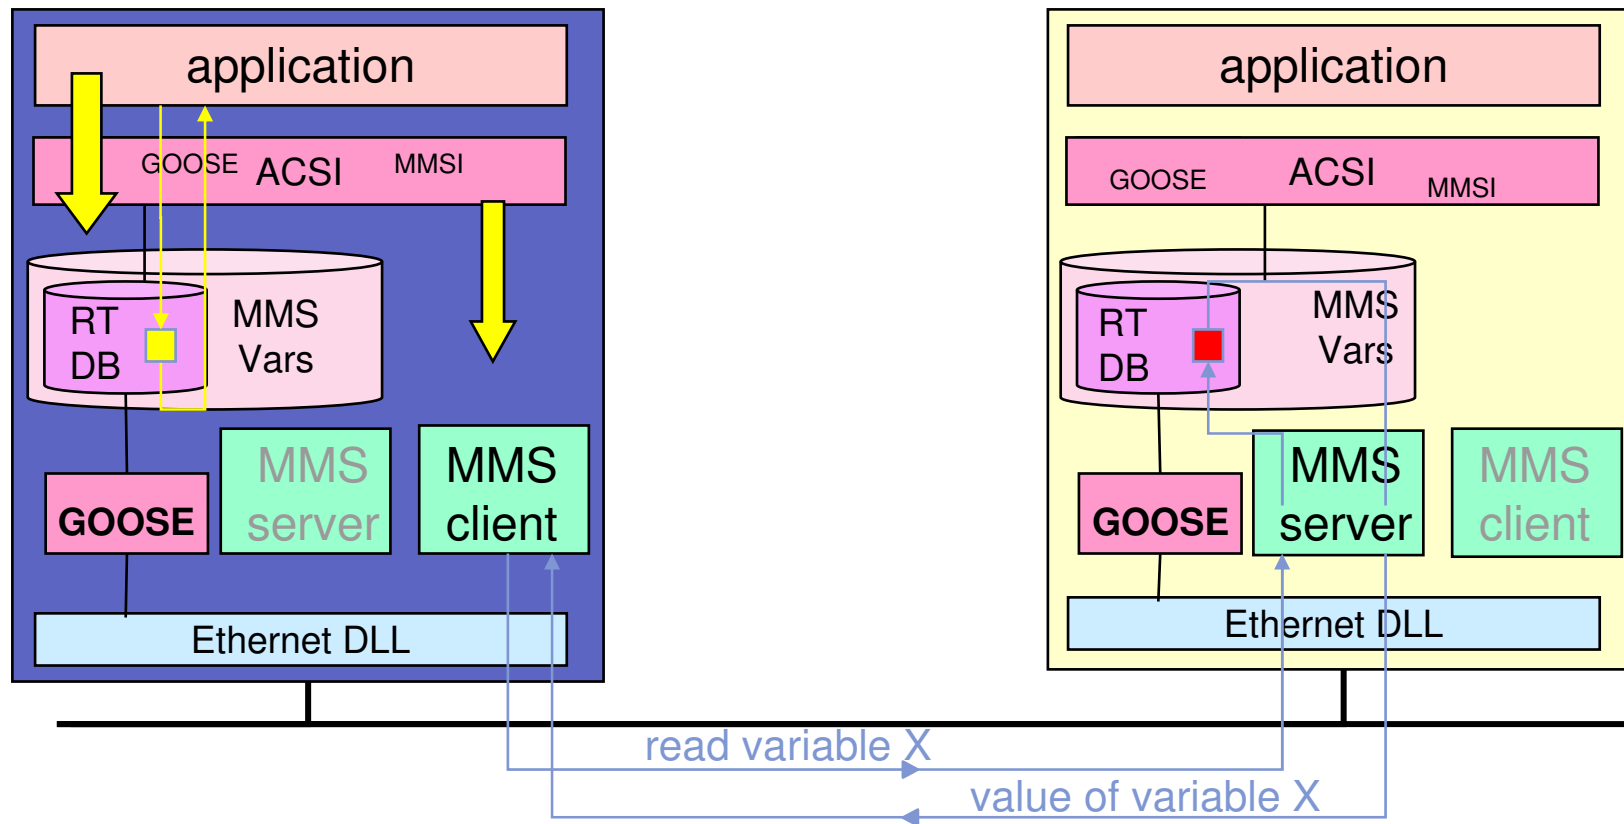 application
GOOSE ACSI MMSI
RT
DB
MMS
Vars
GOOSE
MMS
server
MMS
client
Ethernet DLL
application
GOOSE ACSI MMSI
RT
DB
MMS
Vars
GOOSE
MMS
server
MMS
client
Ethernet DLL
read variable X
value of variable X